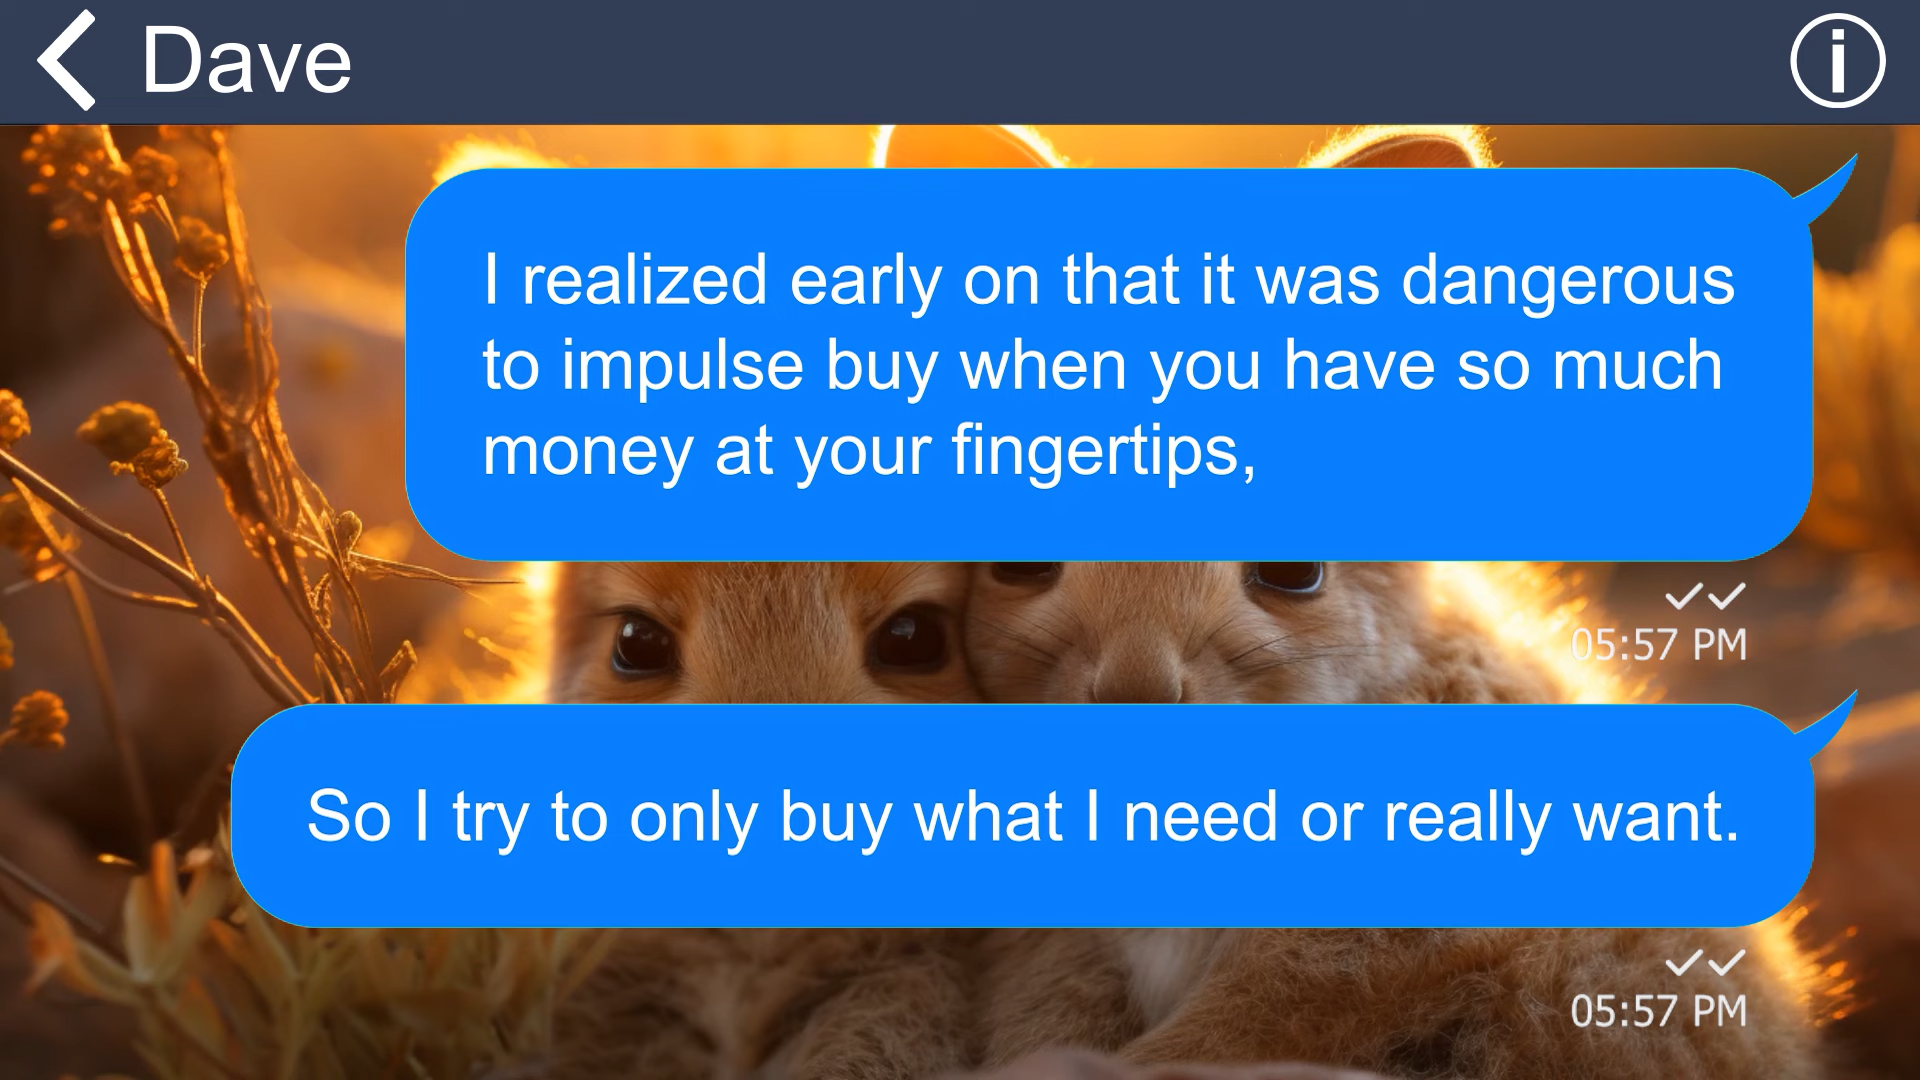 Dave
I realized early on that it was dangerous
to impulse buy when you have so much
money at your fingertips,
05:57 PM
So I try to only buy what I need or really want.
05:57 PM